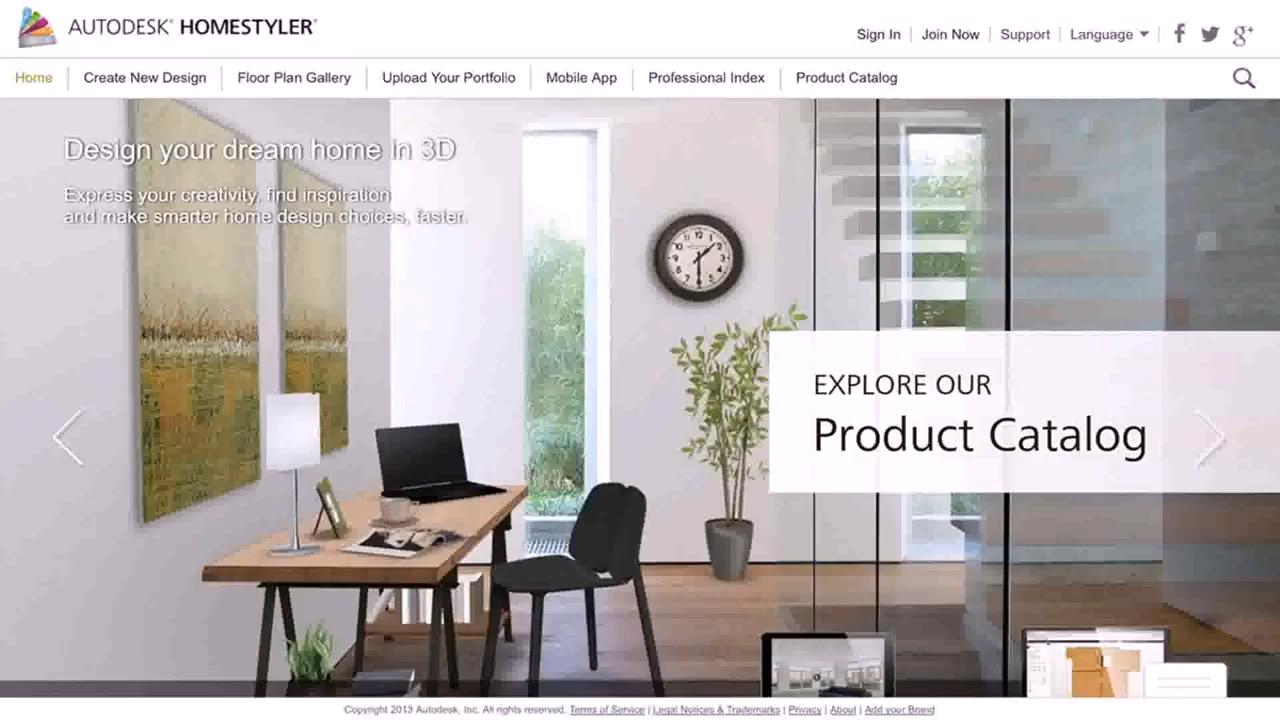 AUTODESK® HOMESTYLER®
Sign In | Join Now | Support | Language
Home | Create New Design | Floor Plan Gallery | Upload Your Portfolio | Mobile App | Professional Index | Product Catalog
Design your dream home in 3D
Express your creativity, find inspiration
and make smarter home design choices, faster.
EXPLORE OUR
Product Catalog
Copyright 2013 Autodesk, Inc. All rights reserved. Terms of Service | Legal Notices & Trademarks | Privacy | About | Add your Brand